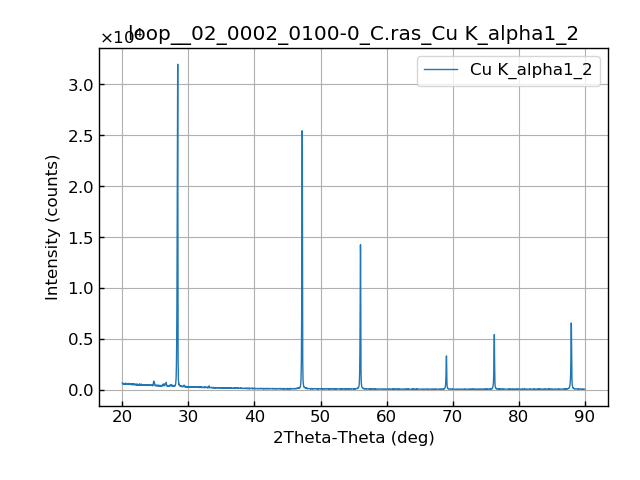 ×10⁴
loop__02_0002_0100-0_C.ras_Cu K_alpha1_2
Cu K_alpha1_2
3.0
2.5
2.0
1.5
1.0
0.5
0.0
Intensity (counts)
20 30 40 50 60 70 80 90
2Theta-Theta (deg)